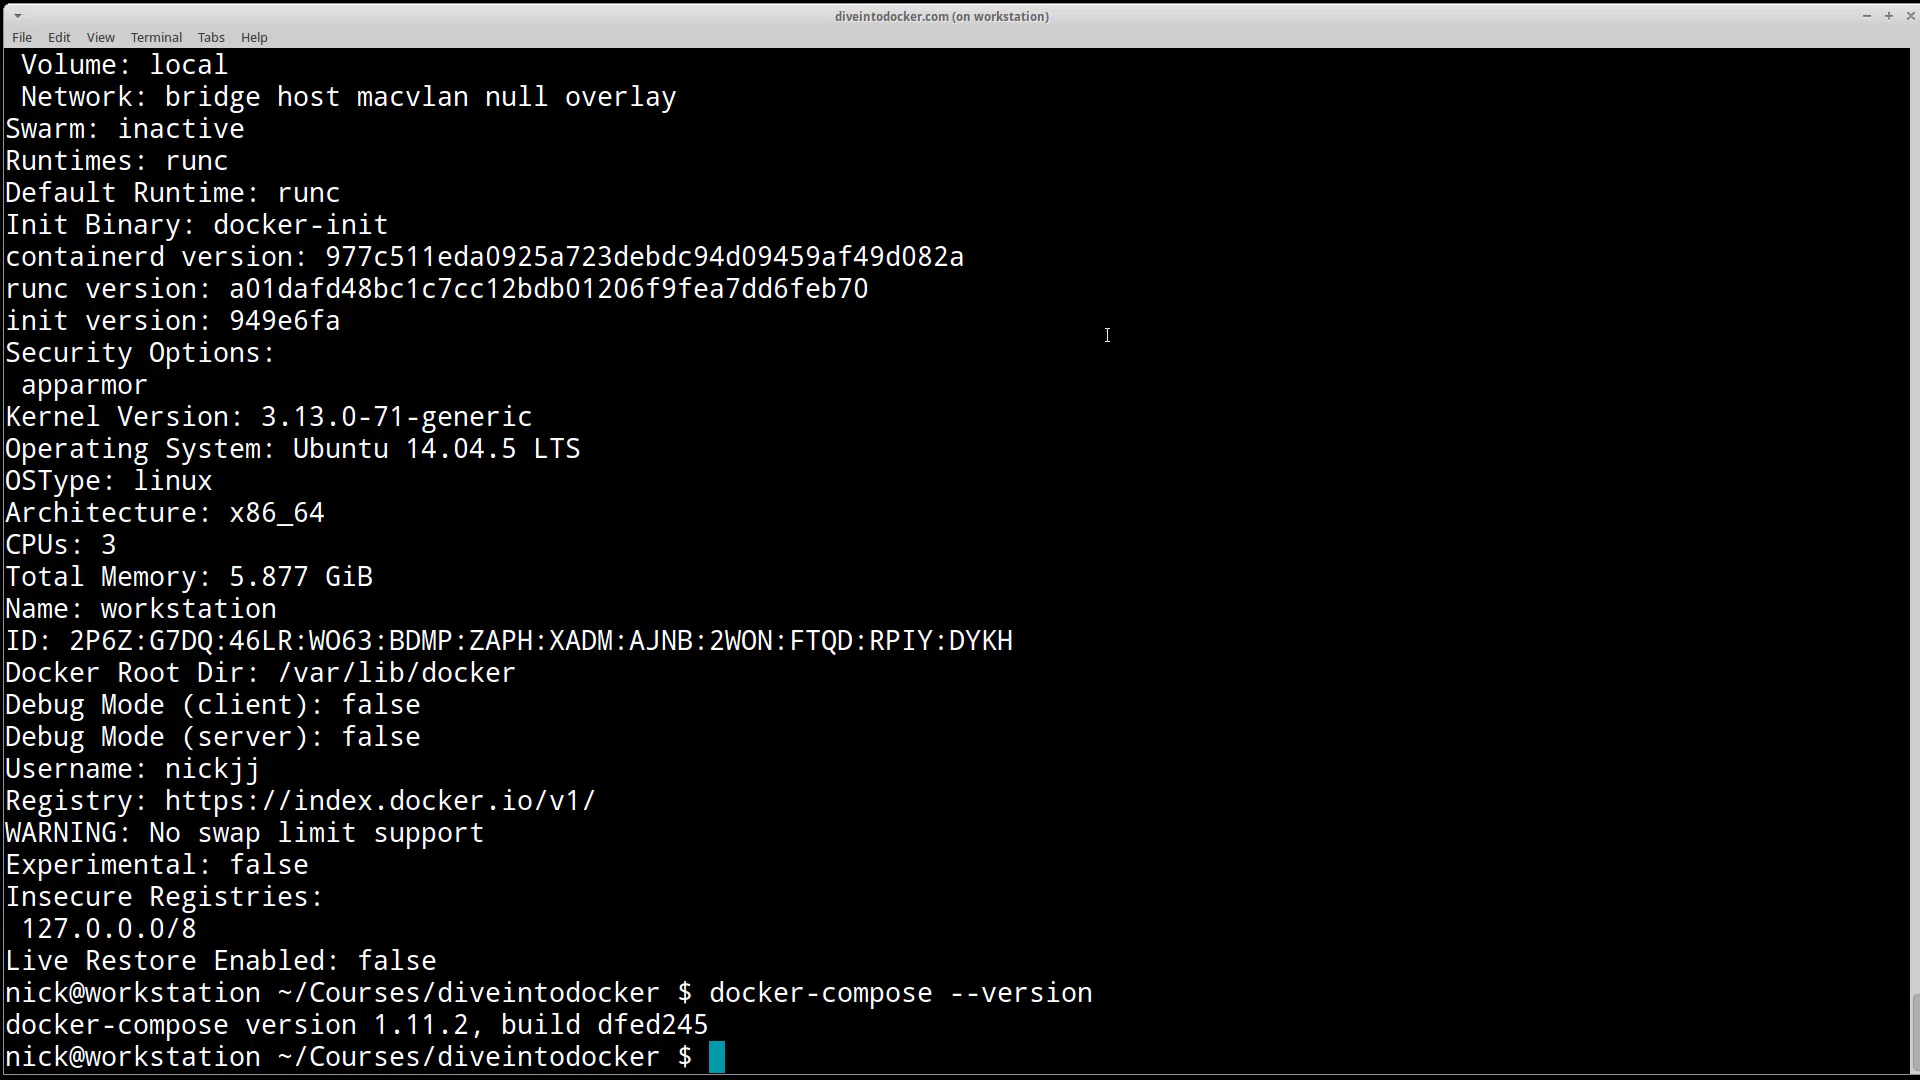 diveintodocker.com (on workstation)
File Edit View Terminal Tabs Help
Volume: local
Network: bridge host macvlan null overlay
Swarm: inactive
Runtimes: runc
Default Runtime: runc
Init Binary: docker-init
containerd version: 977c511eda0925a723debdc94d09459af49d082a
runc version: a01dafd48bc1c7cc12bdb01206f9fea7dd6feb70
init version: 949e6fa
Security Options:
apparmor
Kernel Version: 3.13.0-71-generic
Operating System: Ubuntu 14.04.5 LTS
OSType: linux
Architecture: x86_64
CPUs: 3
Total Memory: 5.877 GiB
Name: workstation
ID: 2P6Z:G7DQ:46LR:WO63:BDMP:ZAPH:XADM:AJNB:2WON:FTQD:RPIY:DYKH
Docker Root Dir: /var/lib/docker
Debug Mode (client): false
Debug Mode (server): false
Username: nickjj
Registry: https://index.docker.io/v1/
WARNING: No swap limit support
Experimental: false
Insecure Registries:
127.0.0.0/8
Live Restore Enabled: false
nick@workstation ~/Courses/diveintodocker $ docker-compose --version
docker-compose version 1.11.2, build dfed245
nick@workstation ~/Courses/diveintodocker $